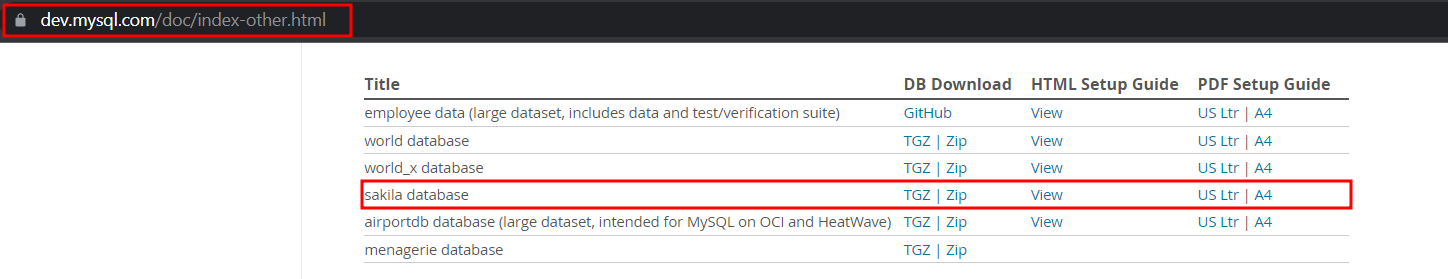 dev.mysql.com/doc/index-other.html
Title DB Download HTML Setup Guide PDF Setup Guide
employee data (large dataset, includes data and test/verification suite) GitHub View US Ltr | A4
world database TGZ | Zip View US Ltr | A4
world_x database TGZ | Zip View US Ltr | A4
sakila database TGZ | Zip View US Ltr | A4
airportdb database (large dataset, intended for MySQL on OCI and HeatWave) TGZ | Zip View US Ltr | A4
menagerie database TGZ | Zip